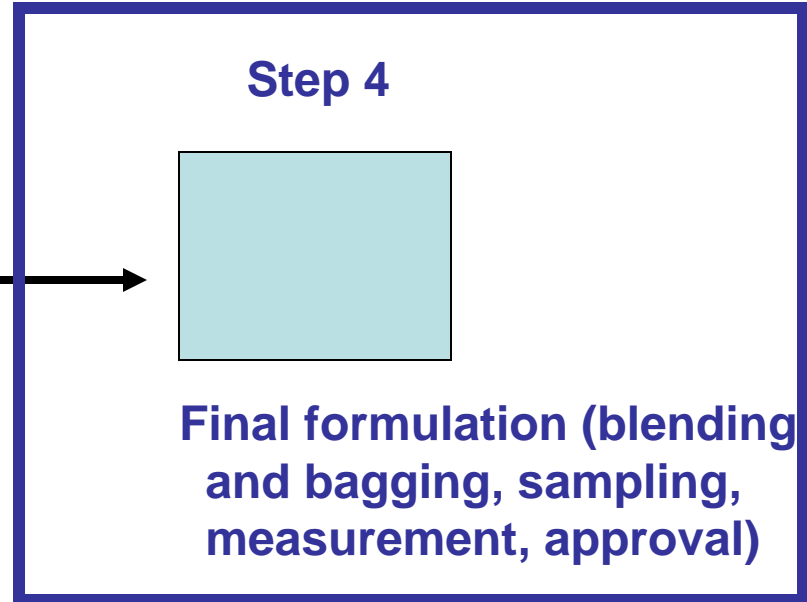 Step 4
Final formulation (blending
and bagging, sampling,
measurement, approval)